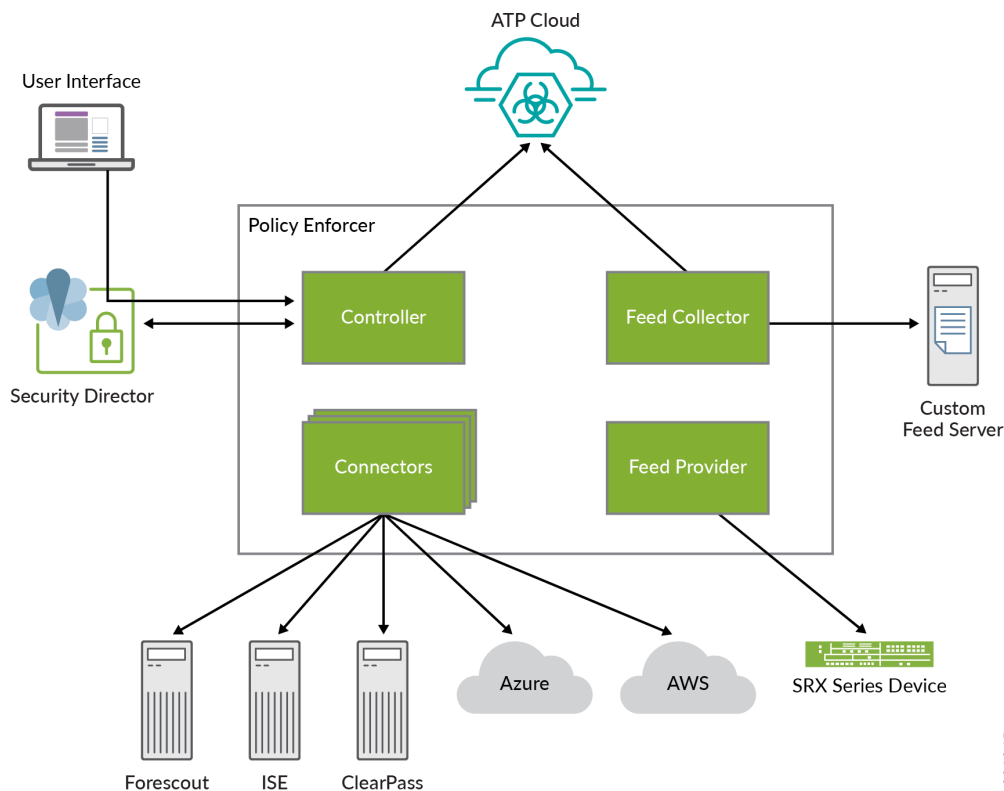 ATP Cloud
User Interface
Policy Enforcer
Controller
Feed Collector
Security Director
Custom
Feed Server
Connectors
Feed Provider
Azure
AWS
SRX Series Device
Forescout
ISE
ClearPass